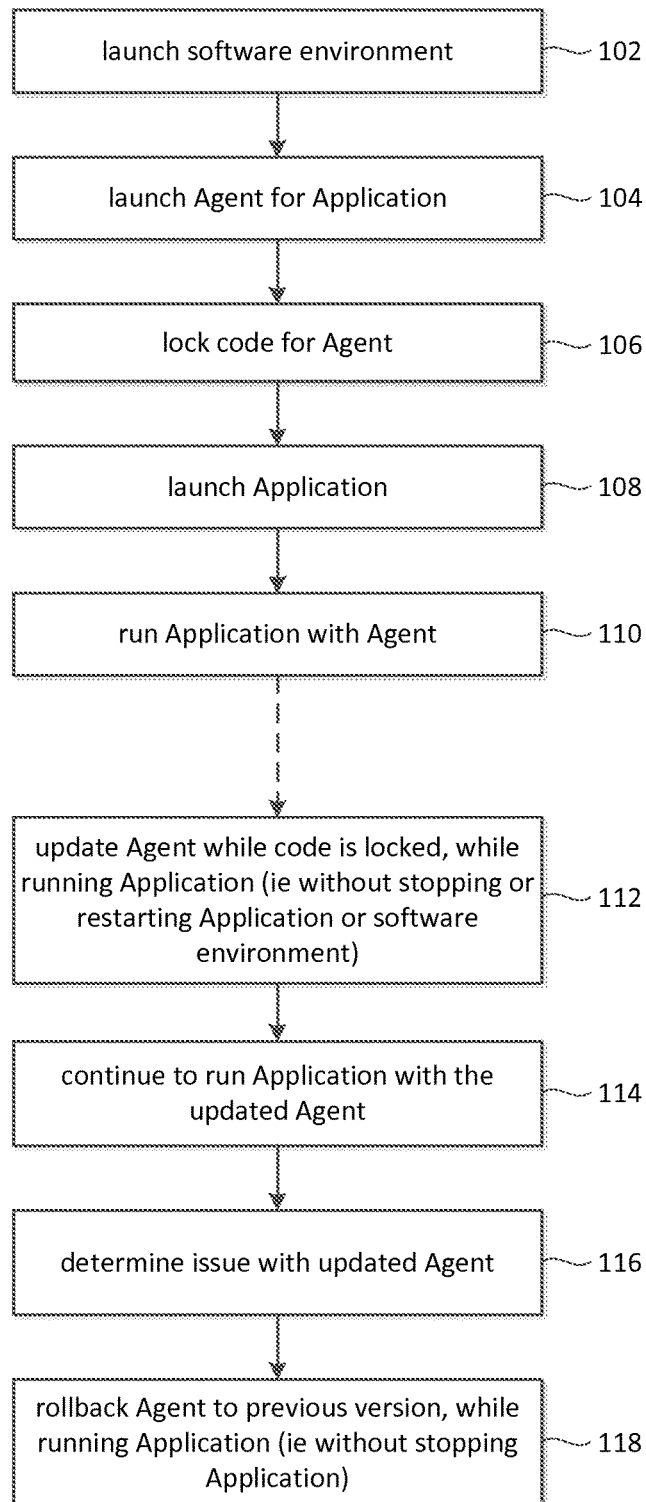 launch software environment 102
launch Agent for Application 104
lock code for Agent 106
launch Application 108
run Application with Agent 110
update Agent while code is locked, while
running Application (ie without stopping or
restarting Application or software
environment)
112
continue to run Application with the
updated Agent
114
determine issue with updated Agent 116
rollback Agent to previous version, while
running Application (ie without stopping
Application)
118